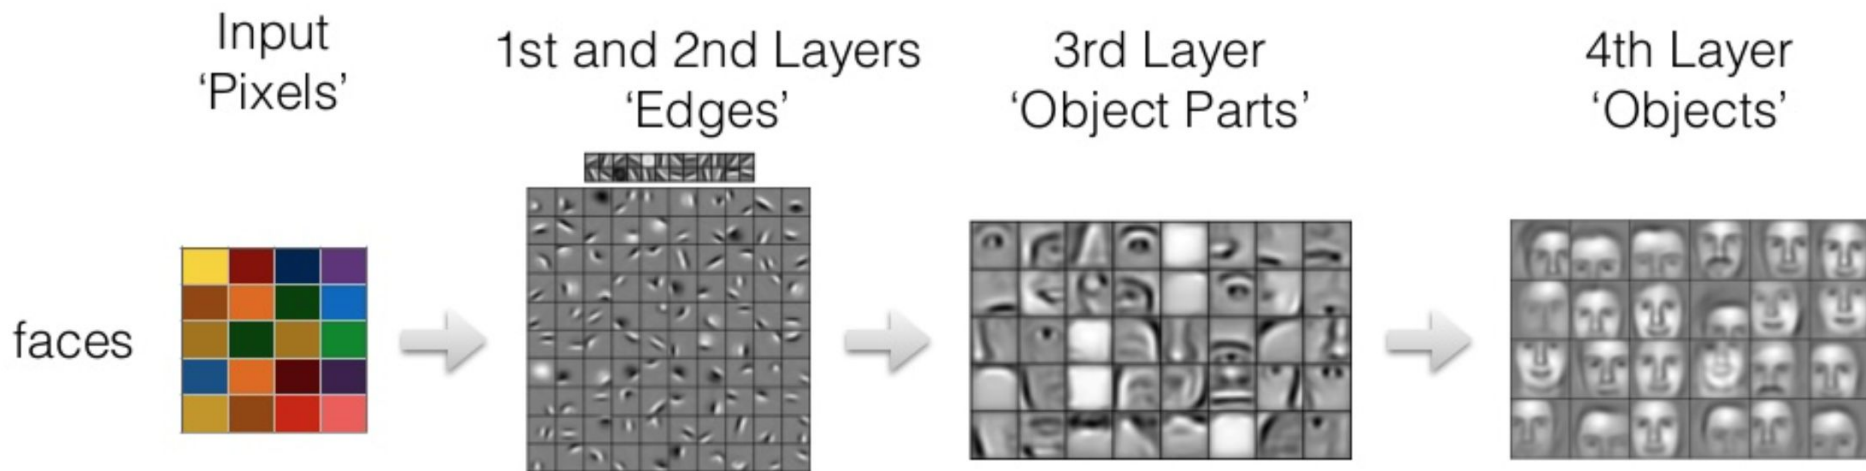 Input
‘Pixels’
1st and 2nd Layers
‘Edges’
3rd Layer
‘Object Parts’
4th Layer
‘Objects’
faces